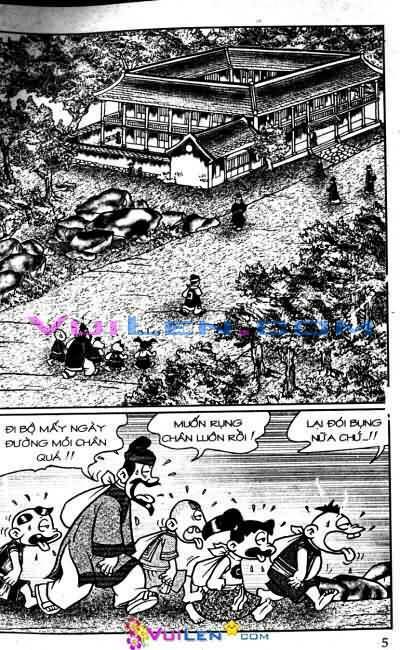 VUILEN.COM
ĐI BỘ MẤY NGÀY
ĐƯỜNG MỎI CHÂN
QUÁ !!
MUỐN RỤNG
CHÂN LUÔN RỒI !
LẠI ĐÓI BỤNG
NỮA CHỨ...!!
VUILEN.COM
5